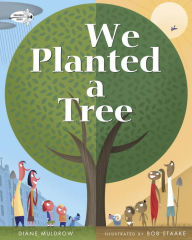 We
Planted
a
Tree
DIANE MULDROW
ILLUSTRATED BY BOB STAAKE